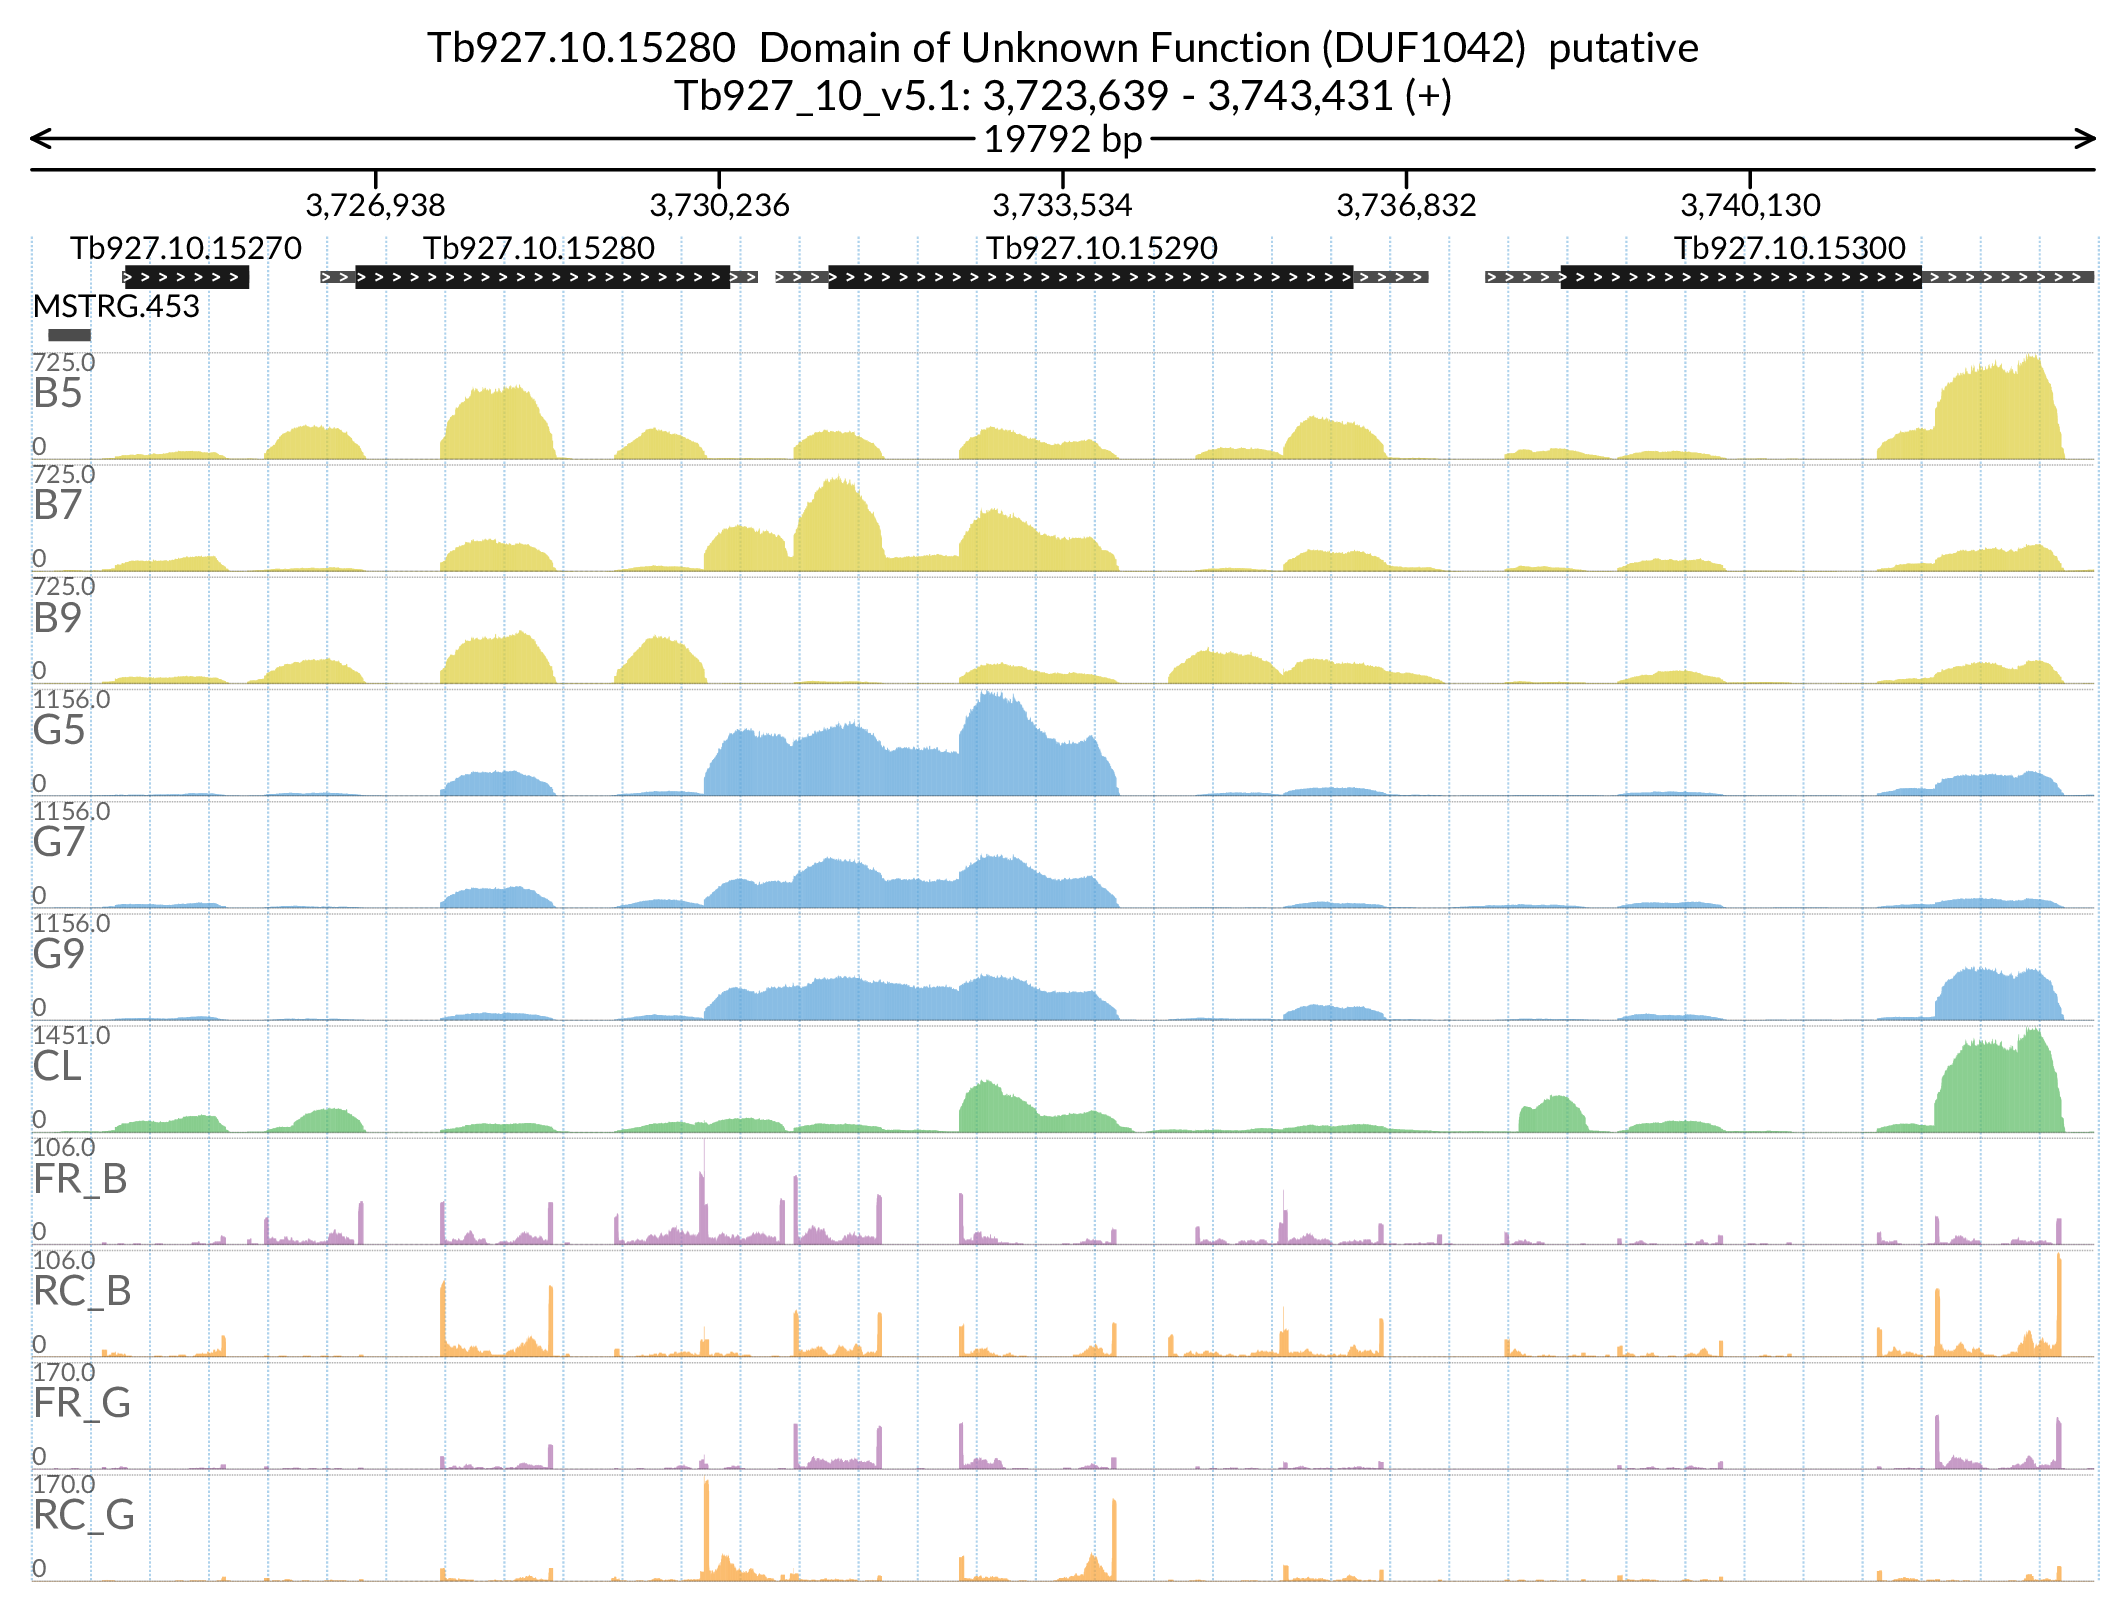 Tb927.10.15280  Domain of Unknown Function (DUF1042)  putative
Tb927_10_v5.1: 3,723,639 - 3,743,431 (+)
19792 bp
3,726,938 3,730,236 3,733,534 3,736,832 3,740,130
Tb927.10.15270 Tb927.10.15280 Tb927.10.15290 Tb927.10.15300
MSTRG.453
725.0
B5
0
725.0
B7
0
725.0
B9
0
1156.0
G5
0
1156.0
G7
0
1156.0
G9
0
1451.0
CL
0
106.0
FR_B
0
106.0
RC_B
0
170.0
FR_G
0
170.0
RC_G
0